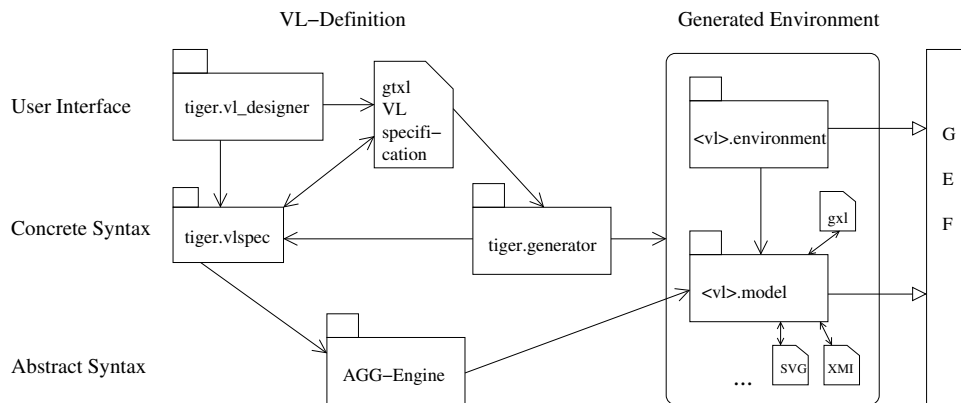 VL−Definition
Generated Environment
User Interface
tiger.vl_designer
gtxl
VL
specifi−
cation
<vl>.environment
G
E
F
Concrete Syntax
tiger.vlspec
tiger.generator
gxl
<vl>.model
Abstract Syntax
AGG−Engine
...
SVG
XMI